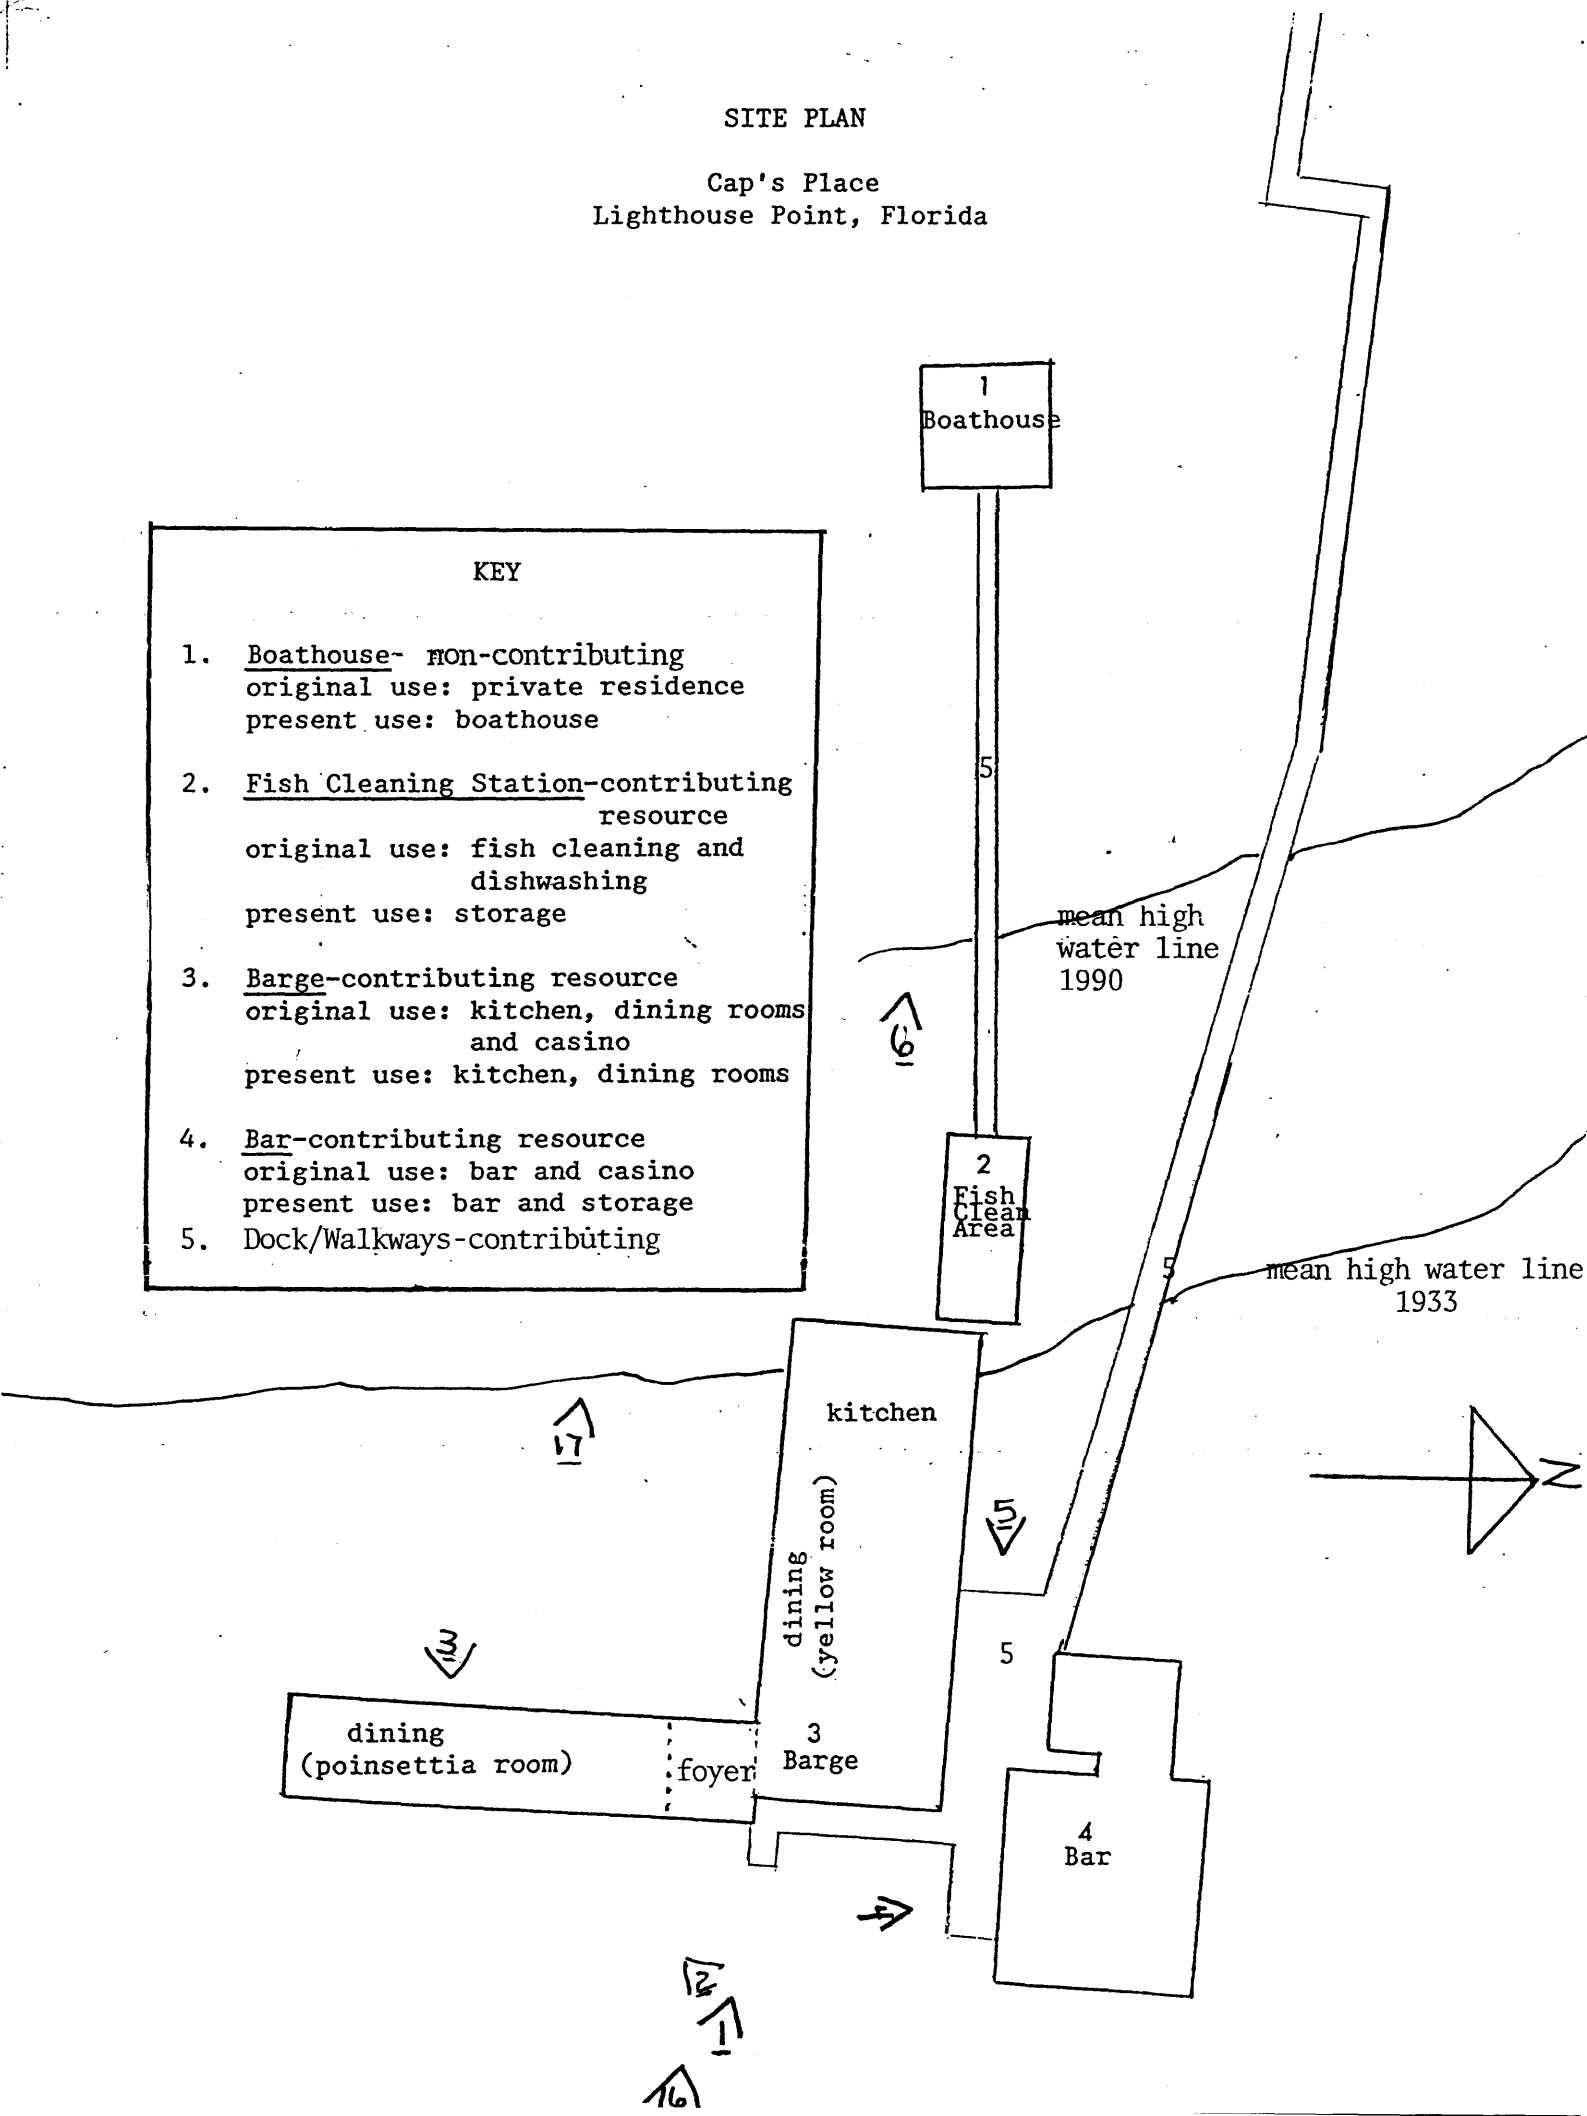 SITE PLAN
Cap's Place
Lighthouse Point, Florida
1
Boathouse
KEY
1. Boathouse- non-contributing
original use: private residence
present use: boathouse
2. Fish Cleaning Station-contributing
resource
original use: fish cleaning and
dishwashing
present use: storage
3. Barge-contributing resource
original use: kitchen, dining rooms
and casino
present use: kitchen, dining rooms
4. Bar-contributing resource
original use: bar and casino
present use: bar and storage
5. Dock/Walkways-contributing
5
mean high
water line
1990
6
2
Fish
Clean
Area
5
mean high water line
1933
kitchen
17
N
dining
(yellow room)
5
5
3
dining
(poinsettia room)
foyer
3
Barge
4
Bar
2
1
16